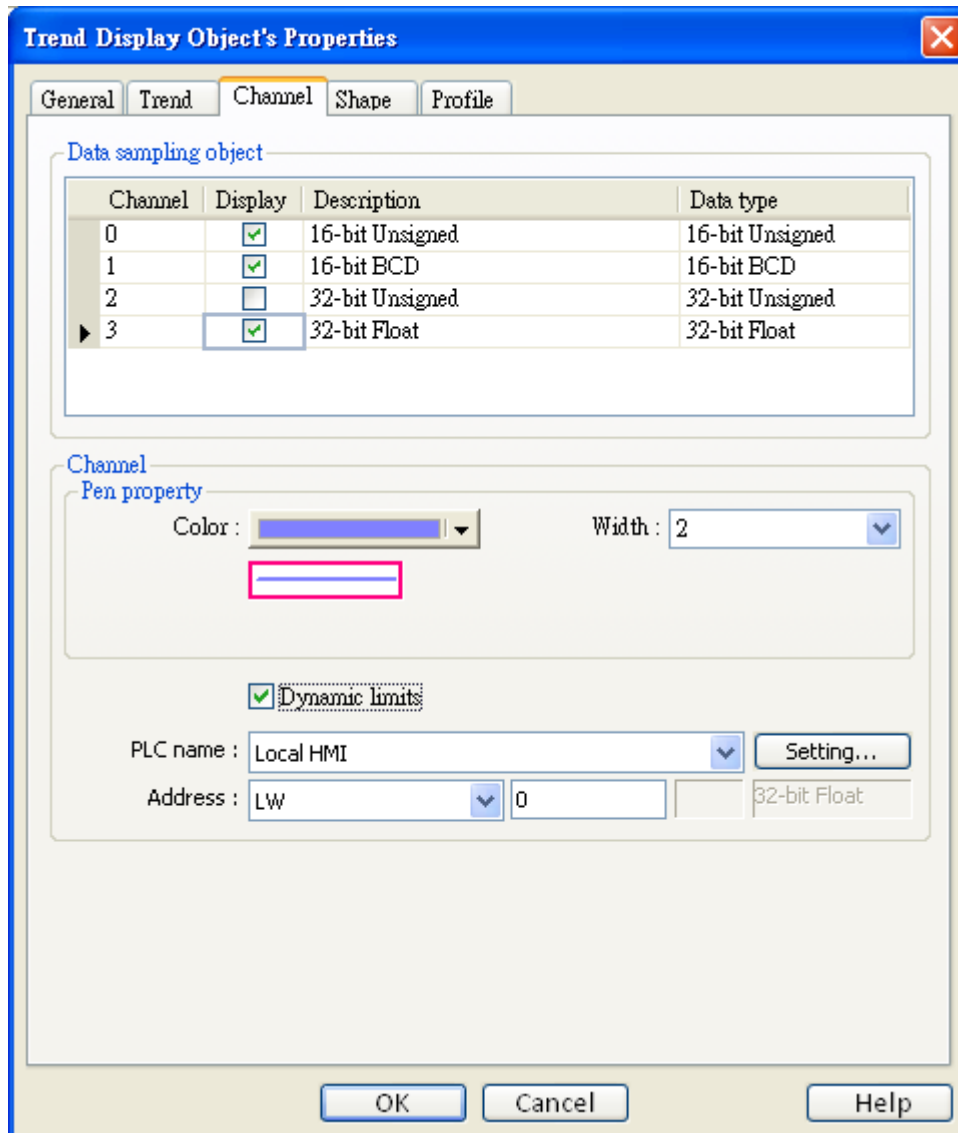 Trend Display Object's Properties
General Trend Channel Shape Profile
Data sampling object
Channel Display Description Data type
0 16-bit Unsigned 16-bit Unsigned
1 16-bit BCD 16-bit BCD
2 32-bit Unsigned 32-bit Unsigned
3 32-bit Float 32-bit Float
Channel
Pen property
Color : Width : 2
Dynamic limits
PLC name : Local HMI Setting...
Address : LW 0 32-bit Float
OK Cancel Help